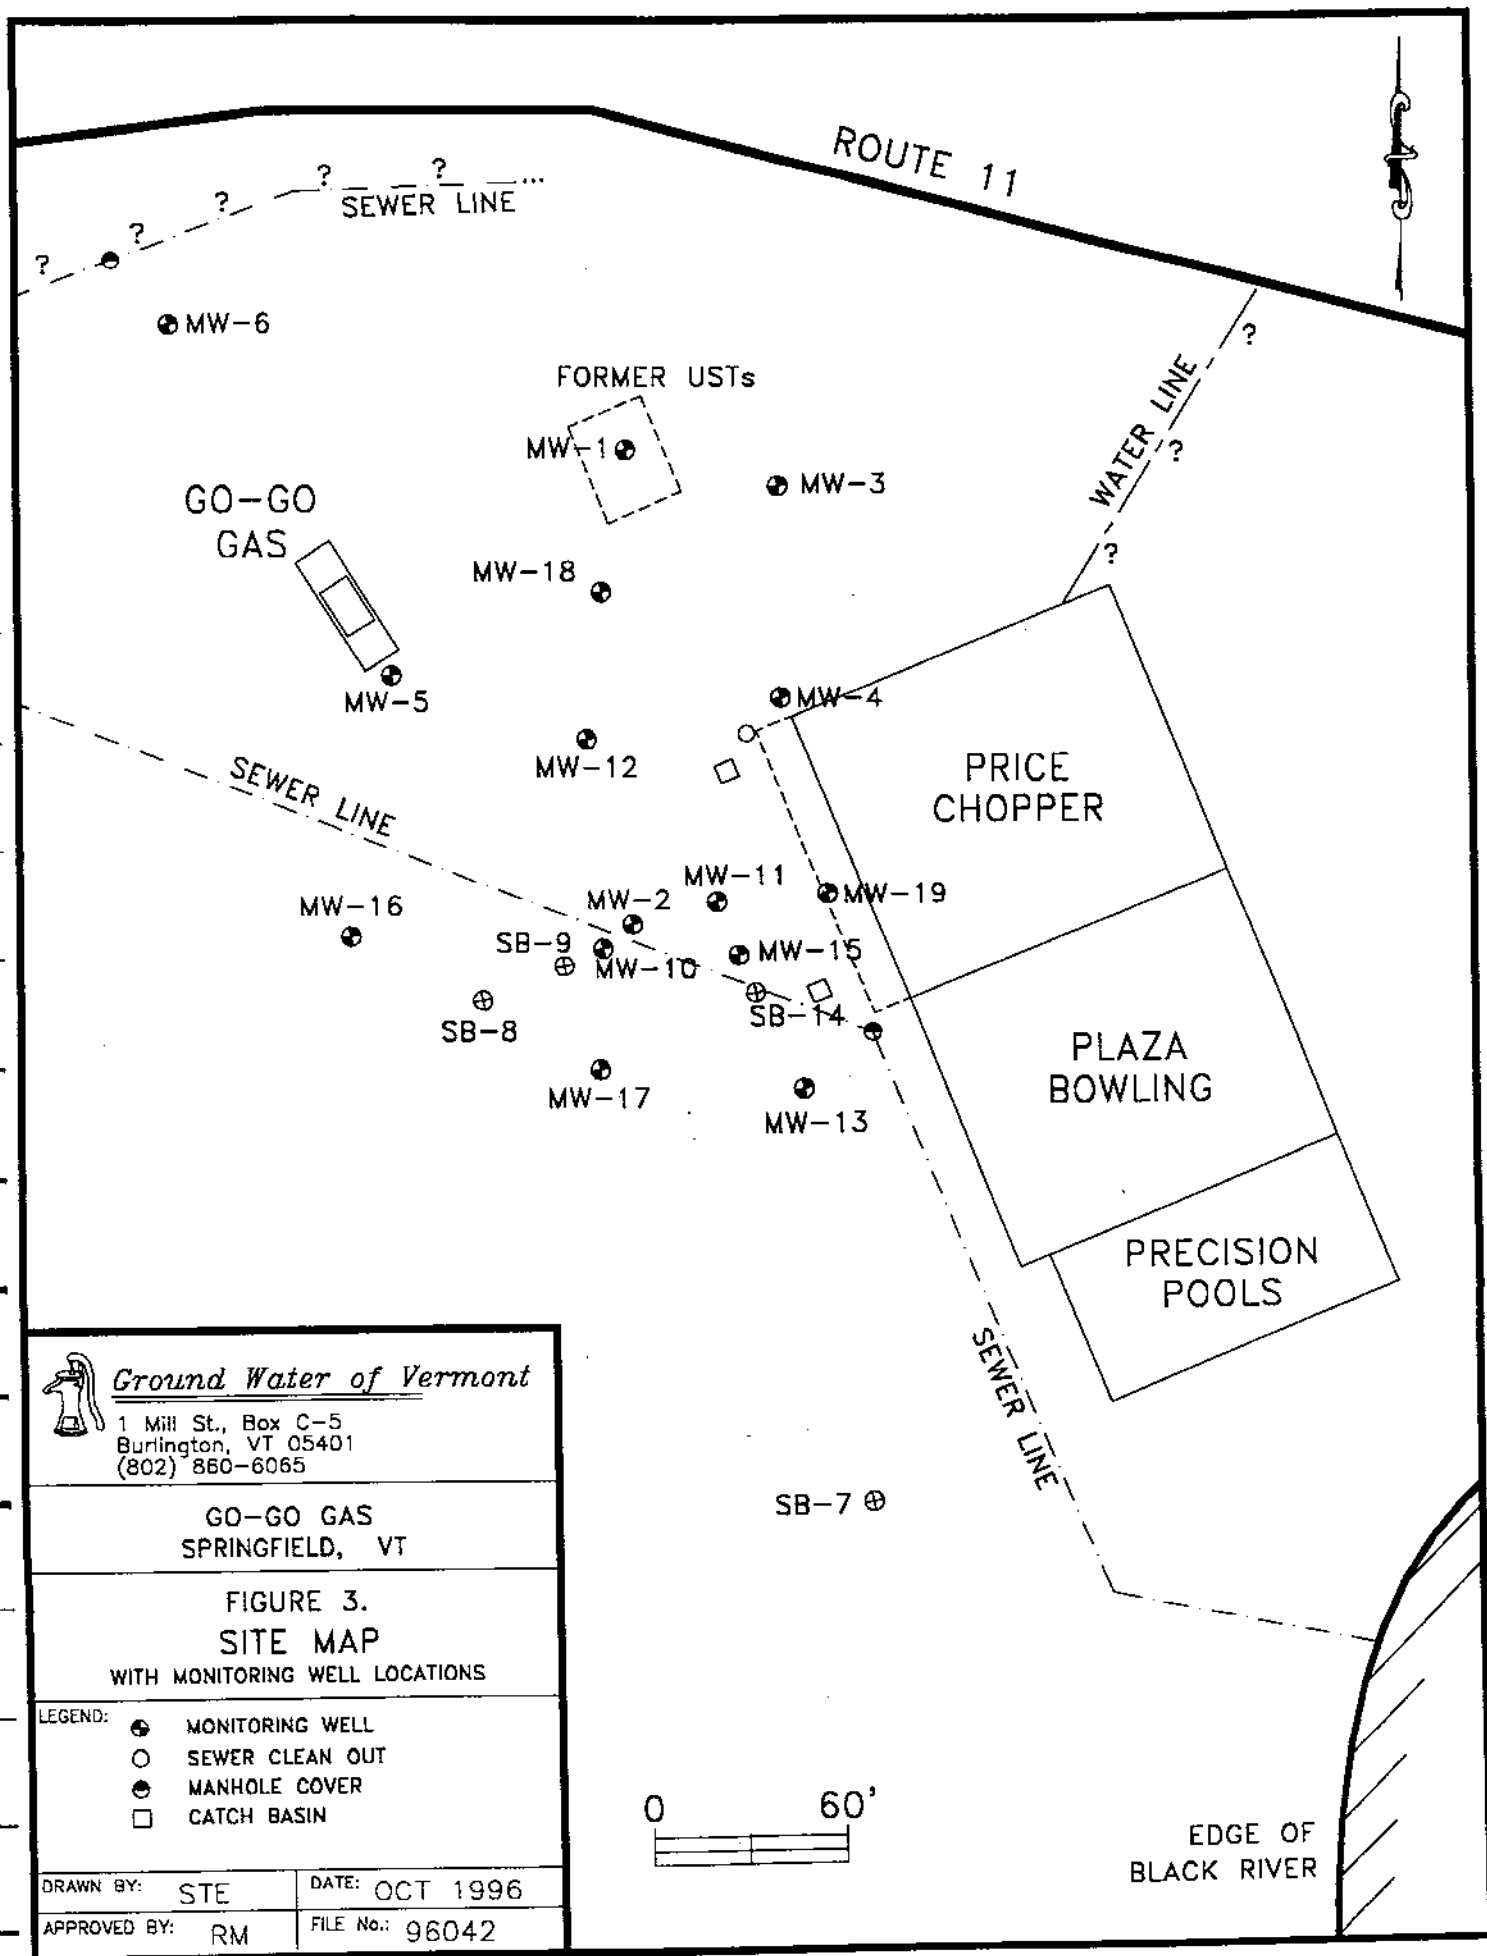 ROUTE 11
? ? ? ? ?
SEWER LINE
MW-6
FORMER USTs
MW-1
MW-3
WATER LINE
? ? ?
GO-GO
GAS
MW-18
MW-5
MW-4
MW-12
SEWER LINE
PRICE
CHOPPER
MW-11
MW-19
MW-2
MW-16
SB-9
MW-15
MW-10
SB-14
SB-8
PLAZA
BOWLING
MW-17
MW-13
PRECISION
POOLS
SEWER LINE
SB-7
Ground Water of Vermont
1 Mill St., Box C-5
Burlington, VT 05401
(802) 860-6065
GO-GO GAS
SPRINGFIELD, VT
FIGURE 3.
SITE MAP
WITH MONITORING WELL LOCATIONS
LEGEND:
MONITORING WELL
SEWER CLEAN OUT
MANHOLE COVER
CATCH BASIN
DRAWN BY: STE
DATE: OCT 1996
APPROVED BY: RM
FILE No.: 96042
0 60'
EDGE OF
BLACK RIVER